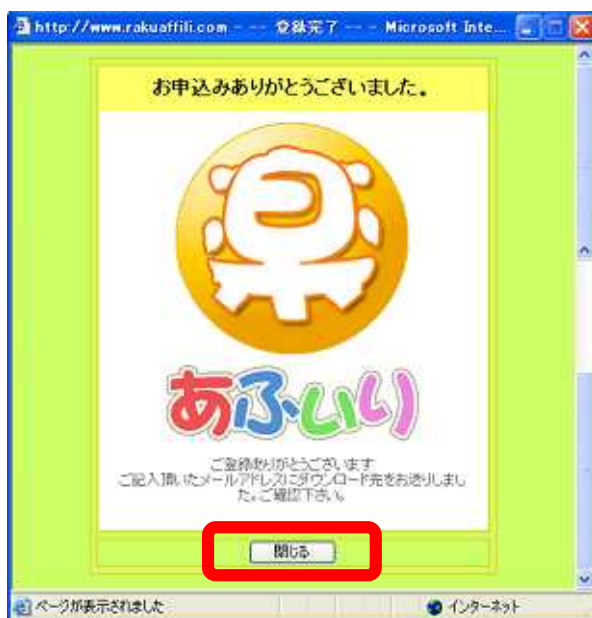 http://www.rakuaffili.com - -- 登録完了 --- Microsoft Inte...
お申込みありがとうございました。
あふいり
ご登録ありがとうございます
ご記入頂いたメールアドレスにダウンロード先をお送りしまし
た。ご確認下さい。
閉じる
ページが表示されました
インターネット